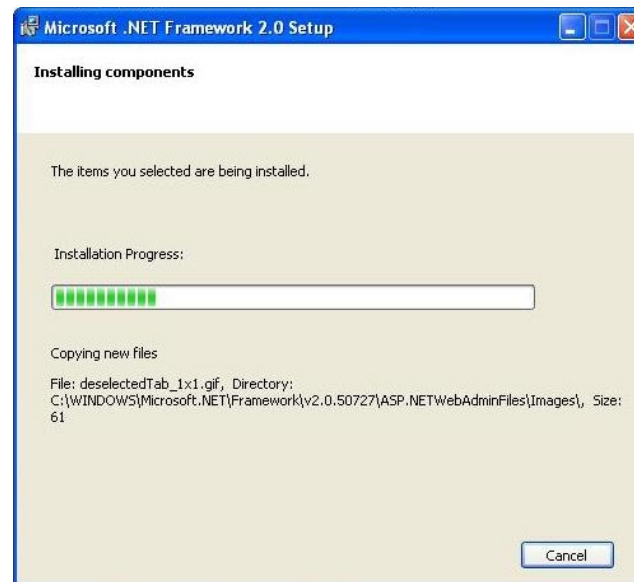 Microsoft .NET Framework 2.0 Setup
Installing components
The items you selected are being installed.
Installation Progress:
Copying new files
File: deselectedTab_1x1.gif, Directory:
C:\WINDOWS\Microsoft.NET\Framework\v2.0.50727\ASP.NETWebAdminFiles\Images\, Size:
61
Cancel